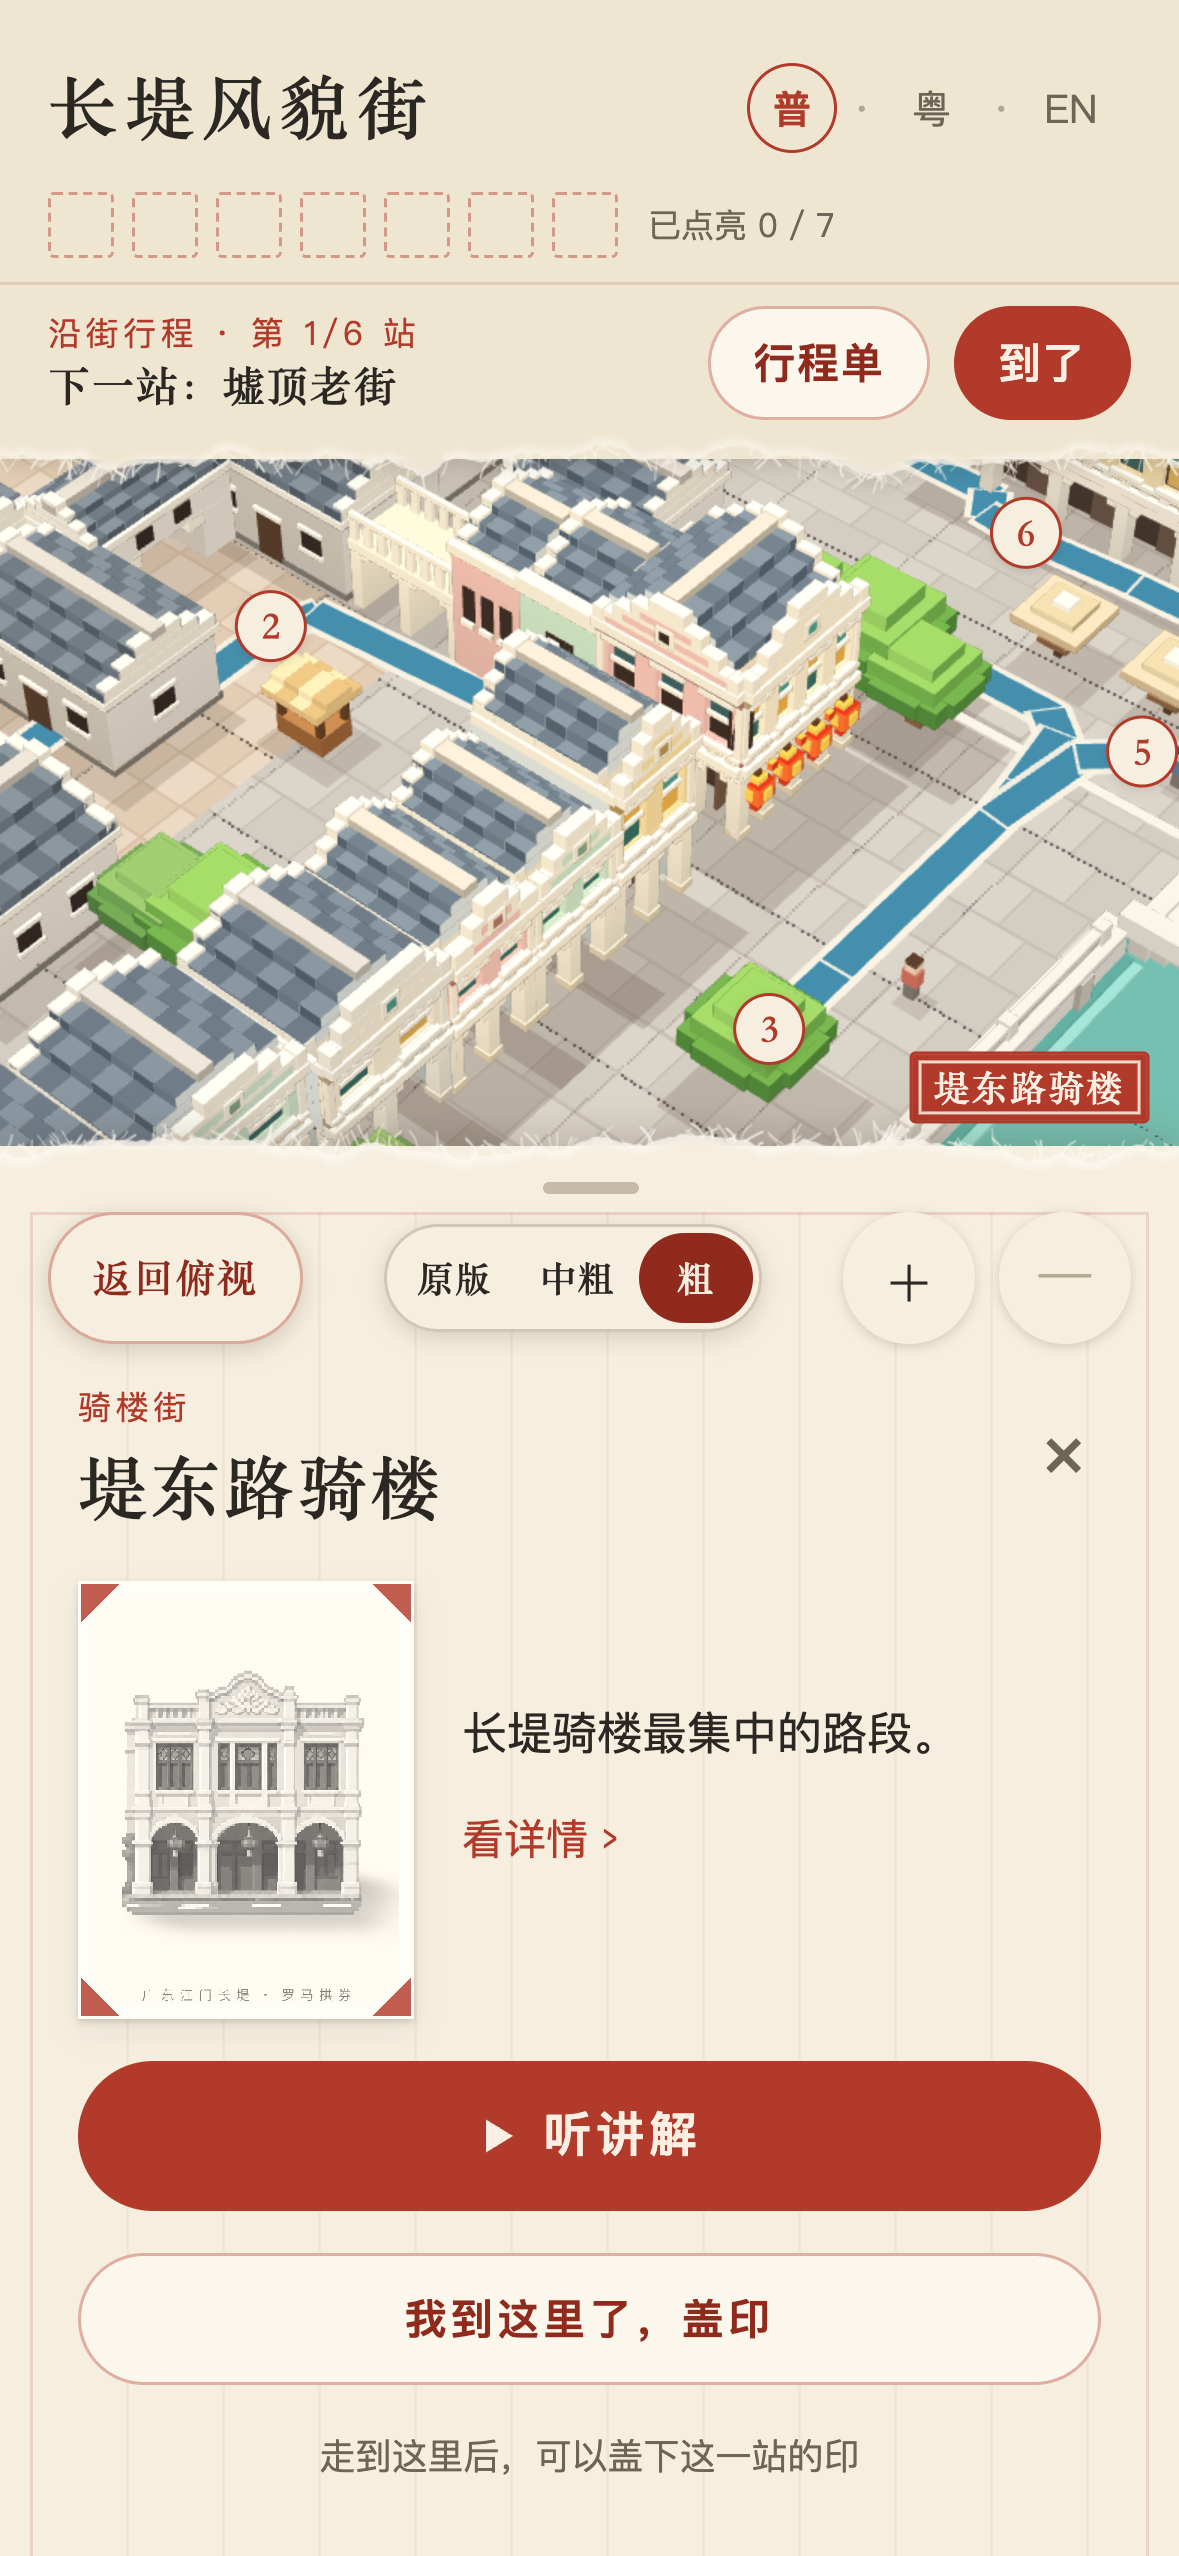 长堤风貌街
普 · 粤 · EN
已点亮 0 / 7
沿街行程 · 第 1/6 站
下一站：墟顶老街
行程单
到了
6
2
5
3
堤东路骑楼
返回俯视
原版 中粗 粗
骑楼街
堤东路骑楼
长堤骑楼最集中的路段。
看详情 >
广东江门长堤 · 罗马拱券
听讲解
我到这里了，盖印
走到这里后，可以盖下这一站的印